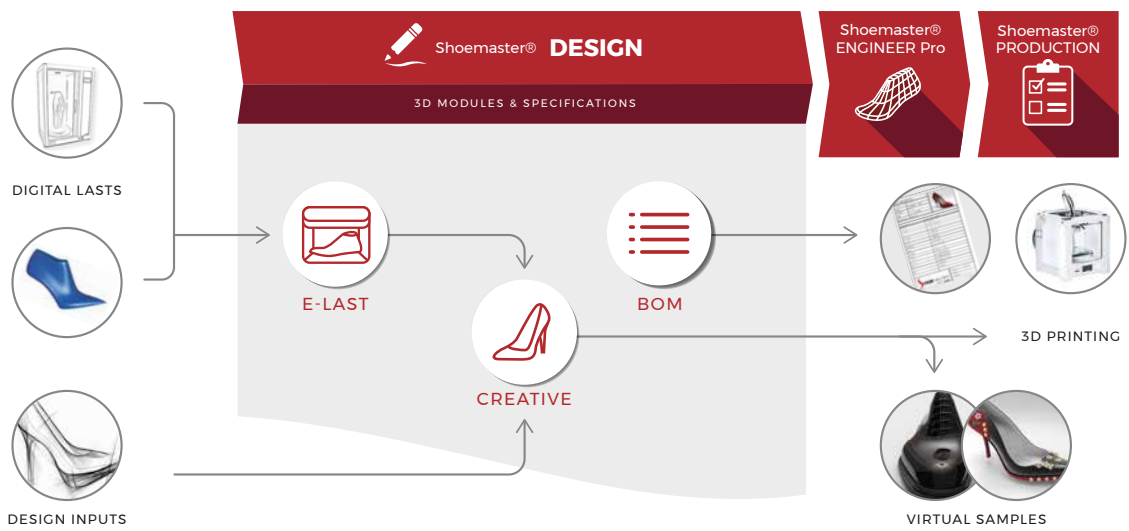 Shoemaster® DESIGN
3D MODULES & SPECIFICATIONS
Shoemaster®
ENGINEER Pro
Shoemaster®
PRODUCTION
DIGITAL LASTS
E-LAST
BOM
3D PRINTING
CREATIVE
DESIGN INPUTS
VIRTUAL SAMPLES